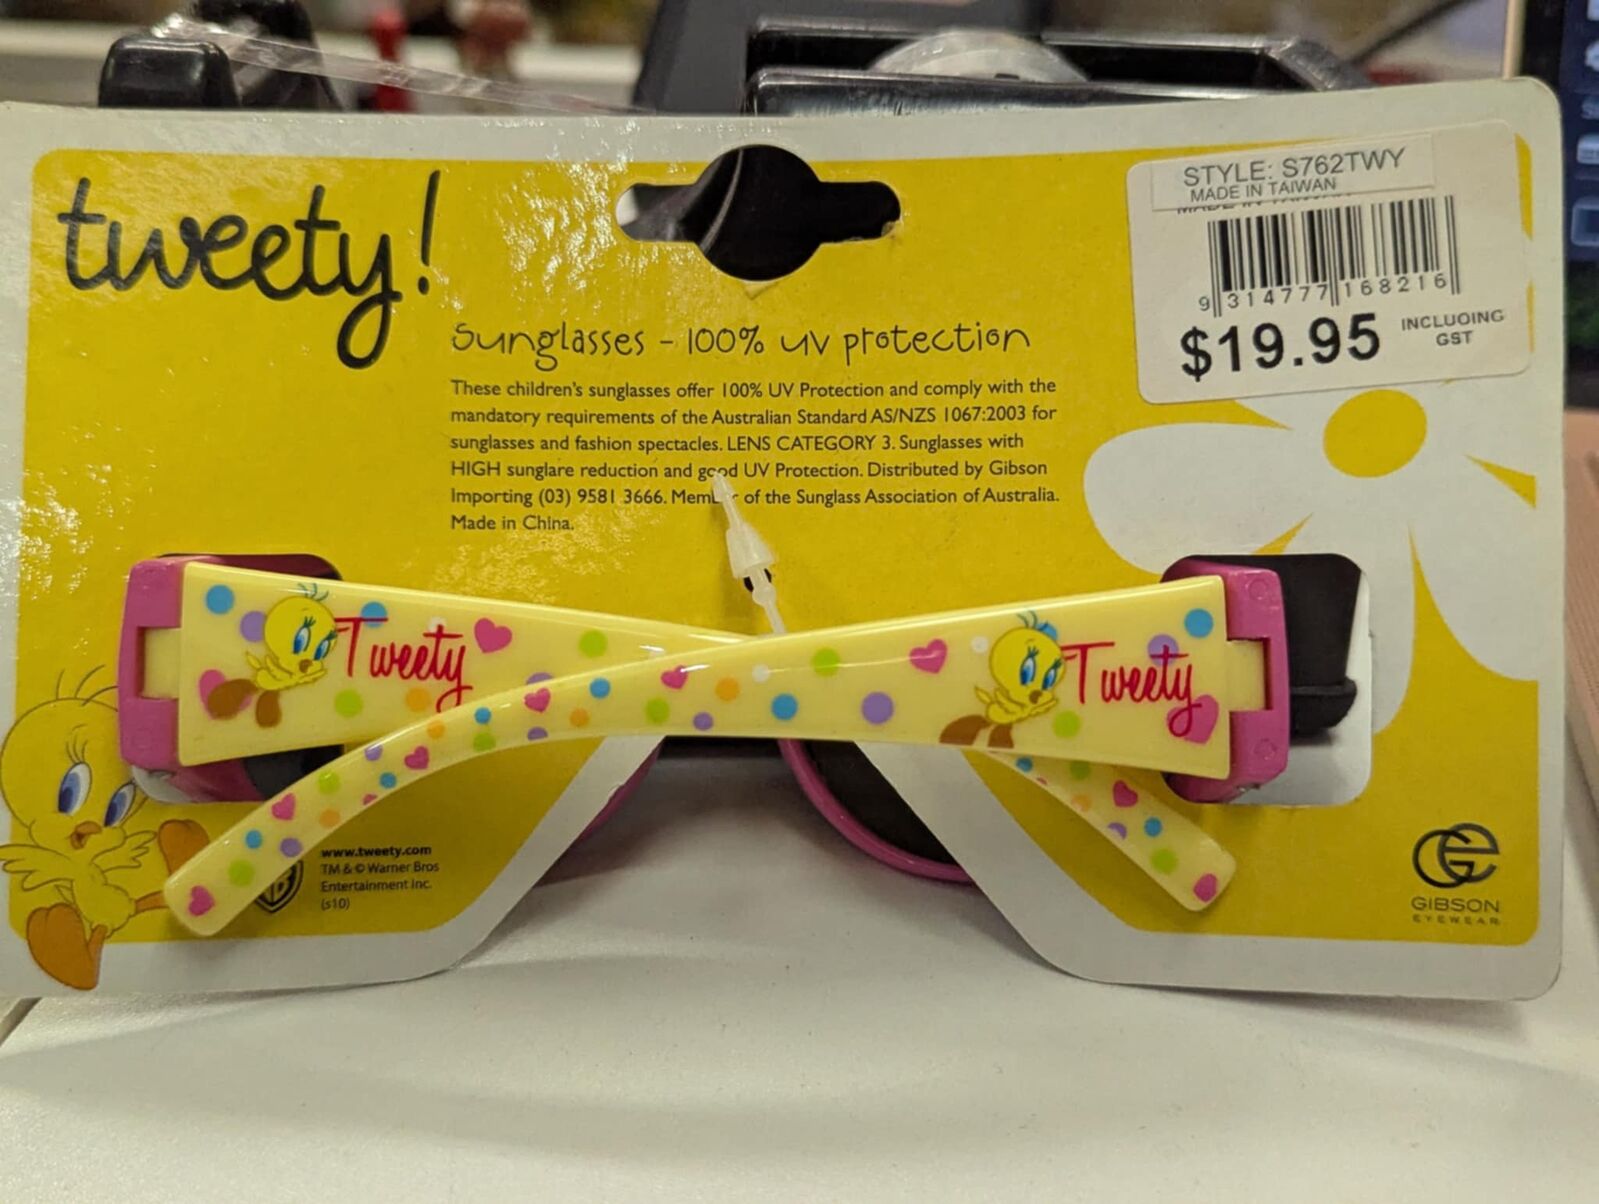 tweety!
STYLE: S762TWY
MADE IN TAIWAN
9 314777 168216
$19.95 INCLUOING
GST
Sunglasses - 100% uv protection
These children's sunglasses offer 100% UV Protection and comply with the
mandatory requirements of the Australian Standard AS/NZS 1067:2003 for
sunglasses and fashion spectacles. LENS CATEGORY 3. Sunglasses with
HIGH sunglare reduction and good UV Protection. Distributed by Gibson
Importing (03) 9581 3666. Member of the Sunglass Association of Australia.
Made in China.
Tweety
Tweety
www.tweety.com
TM & © Warner Bros
Entertainment Inc.
(s10)
GIBSON
EYEWEAR